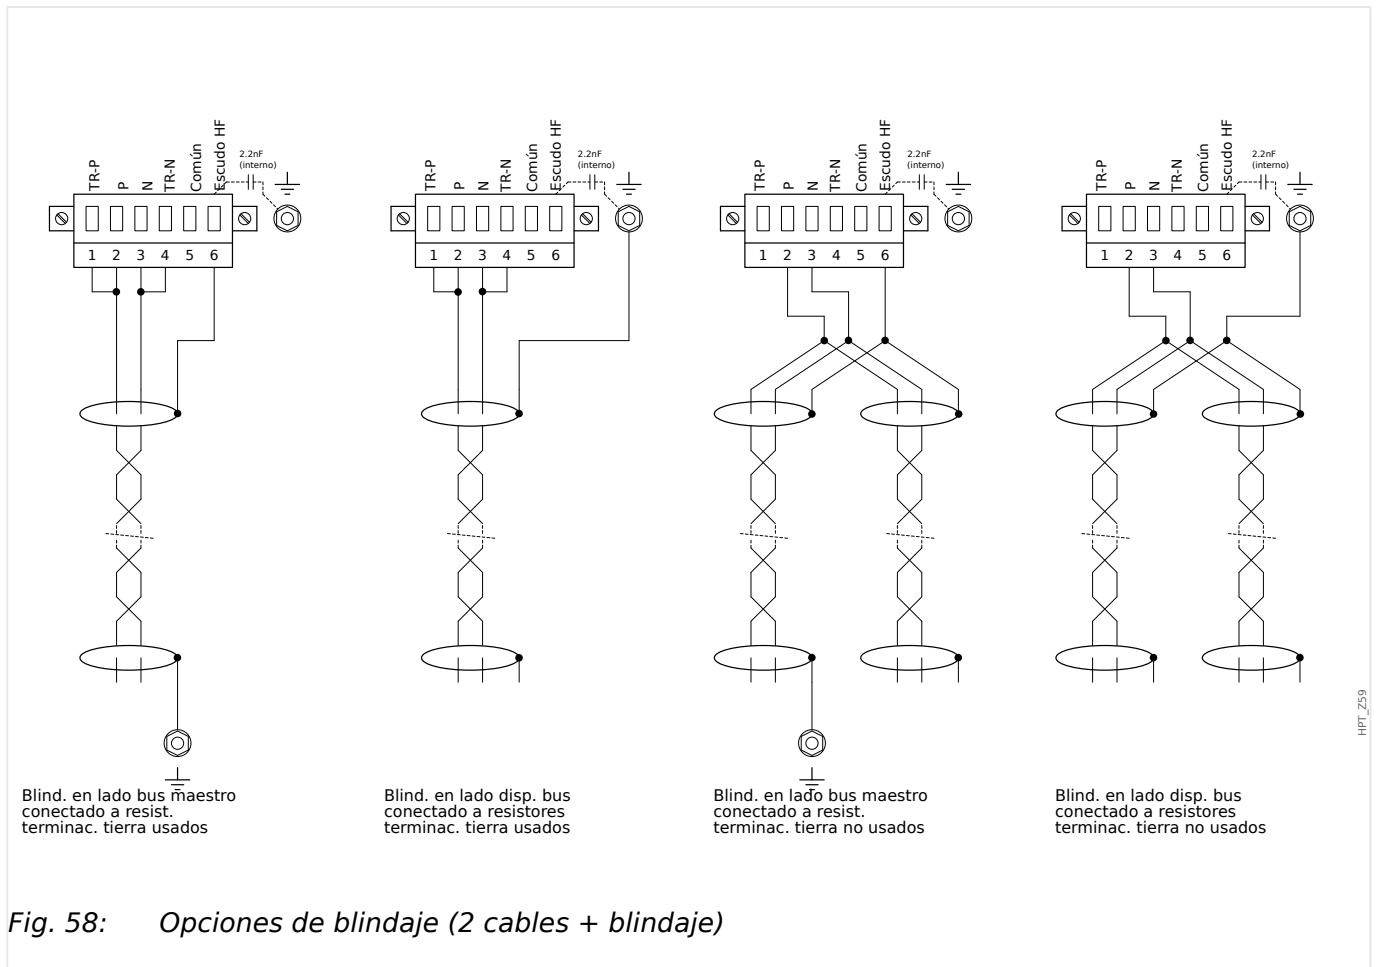 TR-P
P
N
TR-N
Común
Escudo HF
2.2nF
(interno)
1 2 3 4 5 6
Blind. en lado bus maestro
conectado a resist.
terminac. tierra usados
TR-P
P
N
TR-N
Común
Escudo HF
2.2nF
(interno)
1 2 3 4 5 6
Blind. en lado disp. bus
conectado a resistores
terminac. tierra usados
TR-P
P
N
TR-N
Común
Escudo HF
2.2nF
(interno)
1 2 3 4 5 6
Blind. en lado bus maestro
conectado a resist.
terminac. tierra no usados
TR-P
P
N
TR-N
Común
Escudo HF
2.2nF
(interno)
1 2 3 4 5 6
Blind. en lado disp. bus
conectado a resistores
terminac. tierra no usados
HPT_Z59
Fig. 58: Opciones de blindaje (2 cables + blindaje)